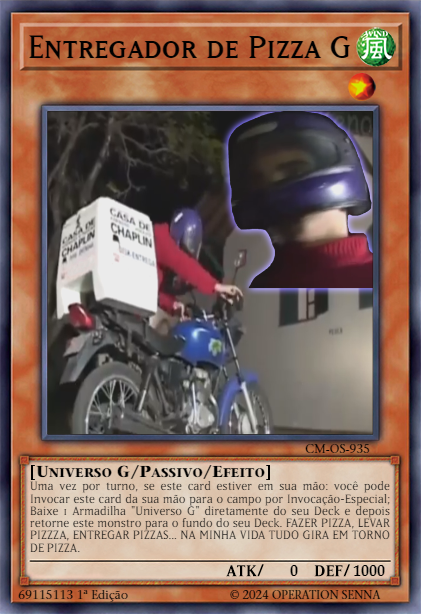 Entregador de Pizza G
WIND
風
CASA DE
CHAPLIN
CASA DE
CHAPLIN
CM-OS-935
[Universo G/Passivo/Efeito]
Uma vez por turno, se este card estiver em sua mão: você pode
Invocar este card da sua mão para o campo por Invocação-Especial;
Baixe 1 Armadilha "Universo G" diretamente do seu Deck e depois
retorne este monstro para o fundo do seu Deck. FAZER PIZZA, LEVAR
PIZZZA, ENTREGAR PIZZAS... NA MINHA VIDA TUDO GIRA EM TORNO
DE PIZZA.
ATK/ 0 DEF/1000
69115113 1ª Edição
© 2024 OPERATION SENNA